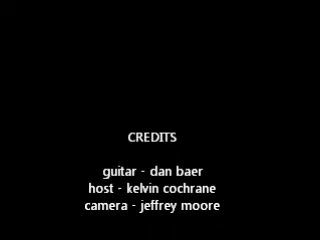 CREDITS
guitar - dan baer
host - kelvin cochrane
camera - jeffrey moore